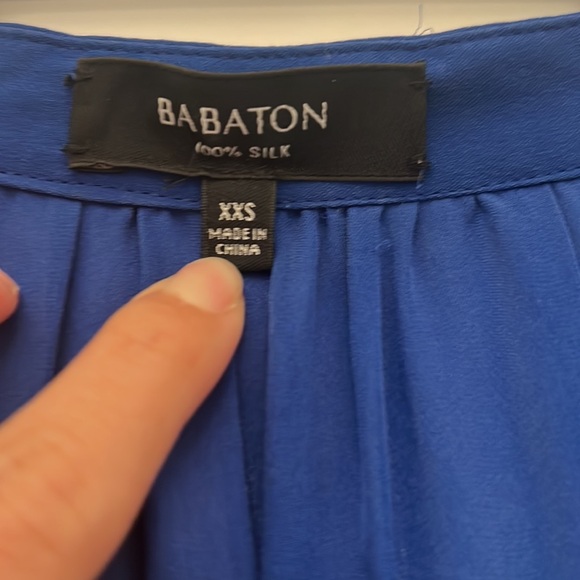 BABATON
100% SILK
XXS
MADE IN
CHINA